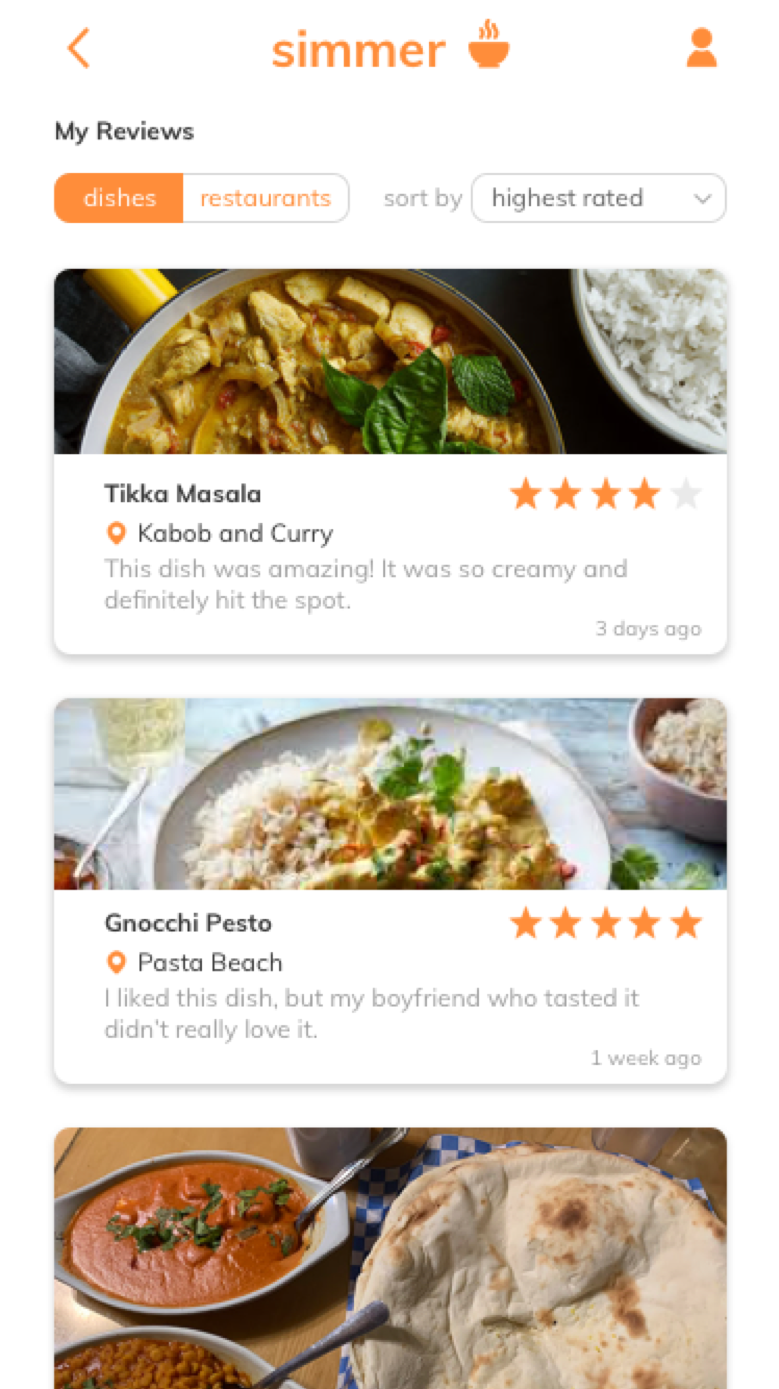 simmer
My Reviews
dishes restaurants sort by highest rated
Tikka Masala
Kabob and Curry
This dish was amazing! It was so creamy and
definitely hit the spot.
3 days ago
Gnocchi Pesto
Pasta Beach
I liked this dish, but my boyfriend who tasted it
didn't really love it.
1 week ago